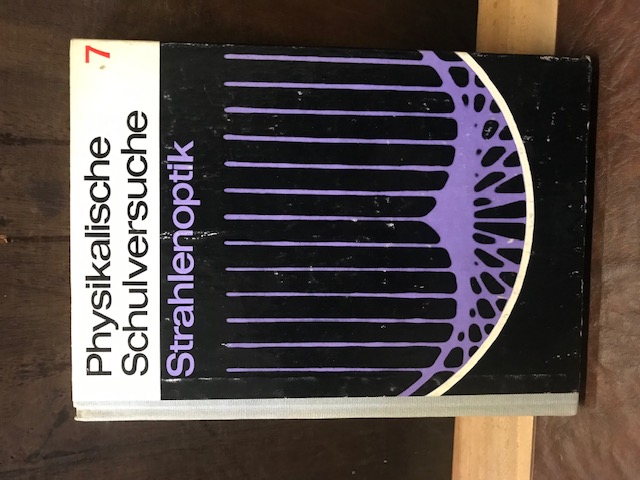 Physikalische 7
Schulversuche
Strahlenoptik